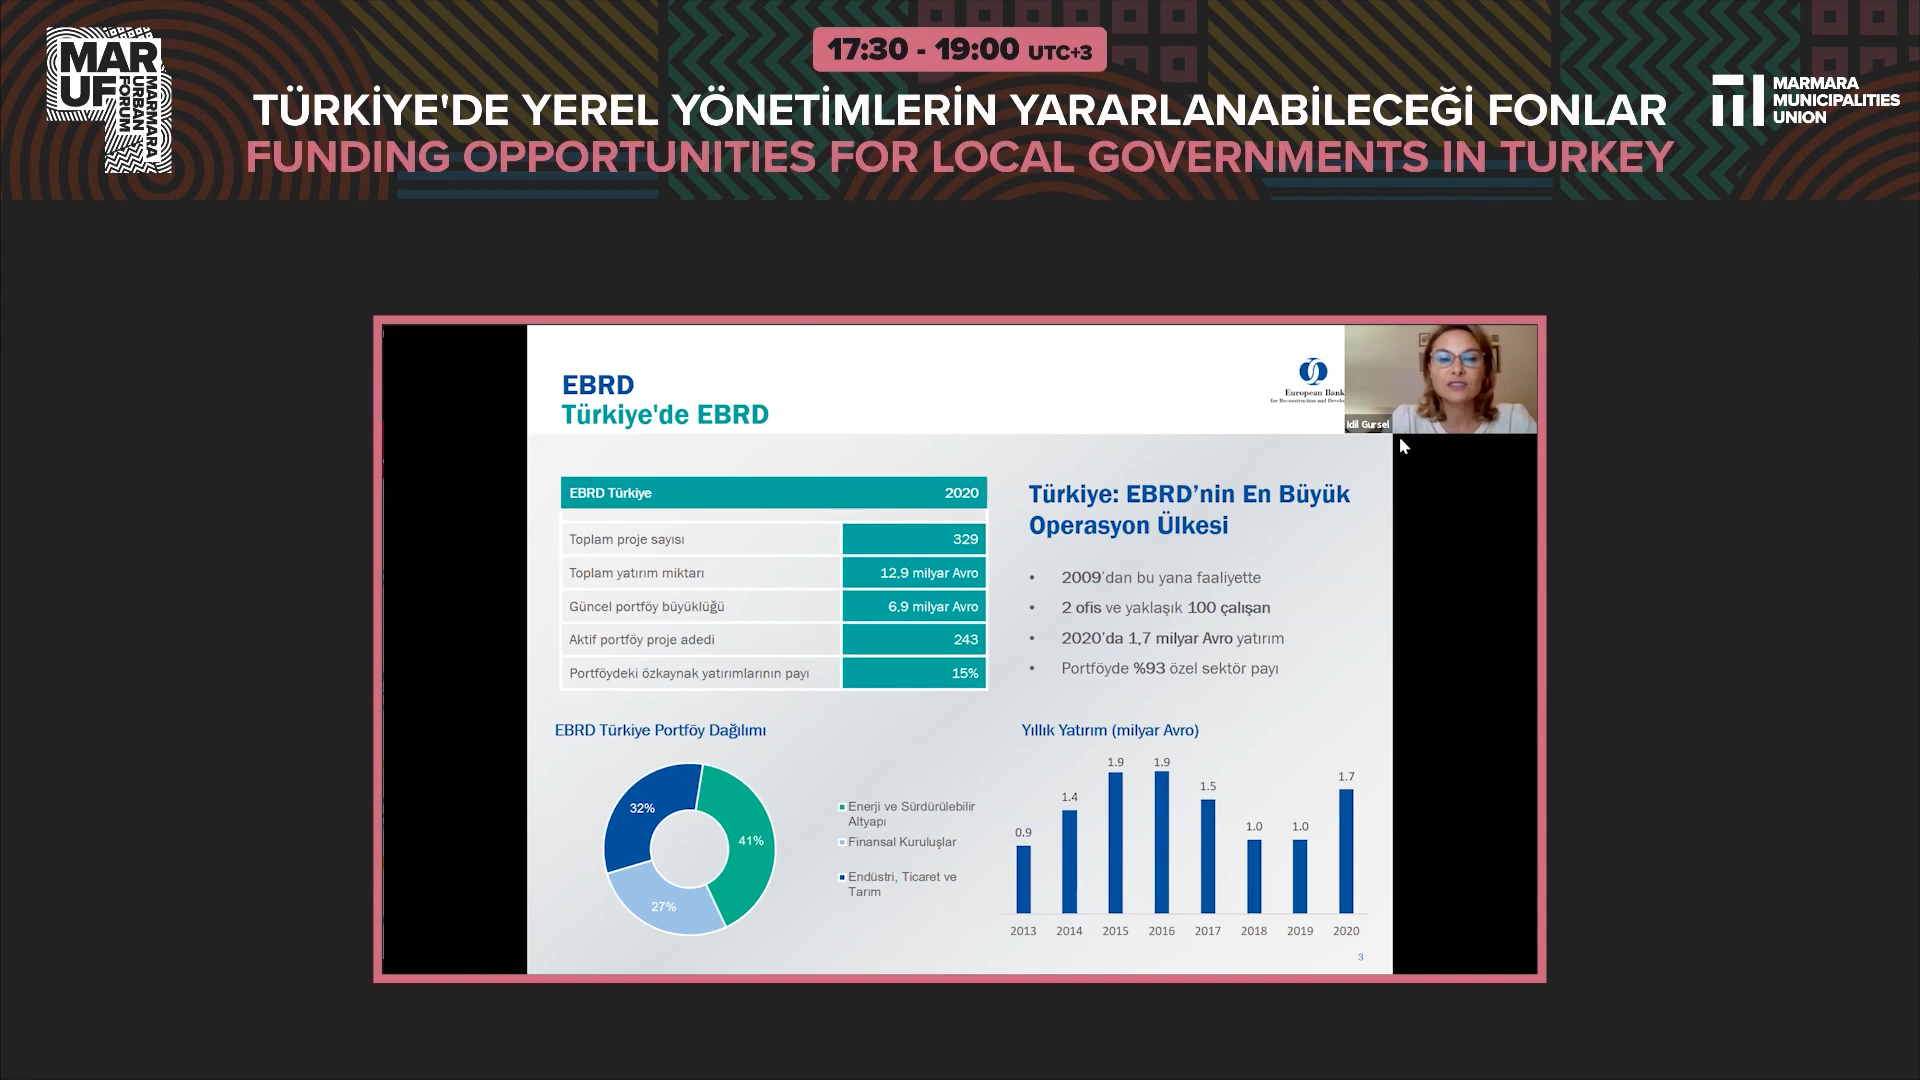 MAR
UF
MARMARA
URBAN
FORUM
17:30 - 19:00 UTC+3
TÜRKİYE'DE YEREL YÖNETİMLERİN YARARLANABİLECEĞİ FONLAR
FUNDING OPPORTUNITIES FOR LOCAL GOVERNMENTS IN TURKEY
MARMARA
MUNICIPALITIES
UNION
EBRD
Türkiye'de EBRD
European Bank
for Reconstruction and
Idil Gursel
EBRD Türkiye 2020
Toplam proje sayısı 329
Toplam yatırım miktarı 12,9 milyar Avro
Güncel portföy büyüklüğü 6,9 milyar Avro
Aktif portföy proje adedi 243
Portföydeki özkaynak yatırımlarının payı 15%
Türkiye: EBRD’nin En Büyük
Operasyon Ülkesi
• 2009’dan bu yana faaliyette
• 2 ofis ve yaklaşık 100 çalışan
• 2020’da 1,7 milyar Avro yatırım
• Portföyde %93 özel sektör payı
EBRD Türkiye Portföy Dağılımı
32%
41%
27%
Enerji ve Sürdürülebilir
Altyapı
Finansal Kuruluşlar
Endüstri, Ticaret ve
Tarım
Yıllık Yatırım (milyar Avro)
0.9 1.4 1.9 1.9 1.5 1.0 1.0 1.7
2013 2014 2015 2016 2017 2018 2019 2020
3